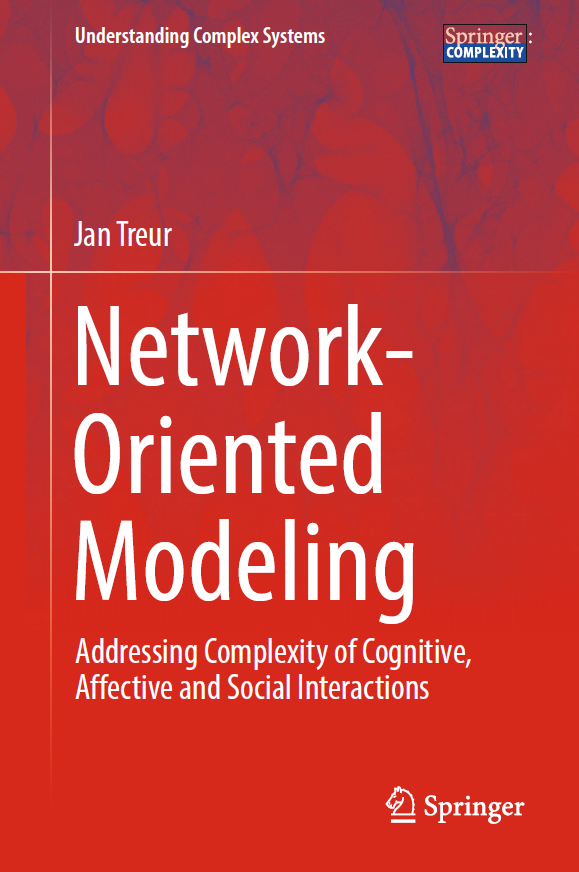 Understanding Complex Systems
Springer:
COMPLEXITY
Jan Treur
Network-
Oriented
Modeling
Addressing Complexity of Cognitive,
Affective and Social Interactions
Springer